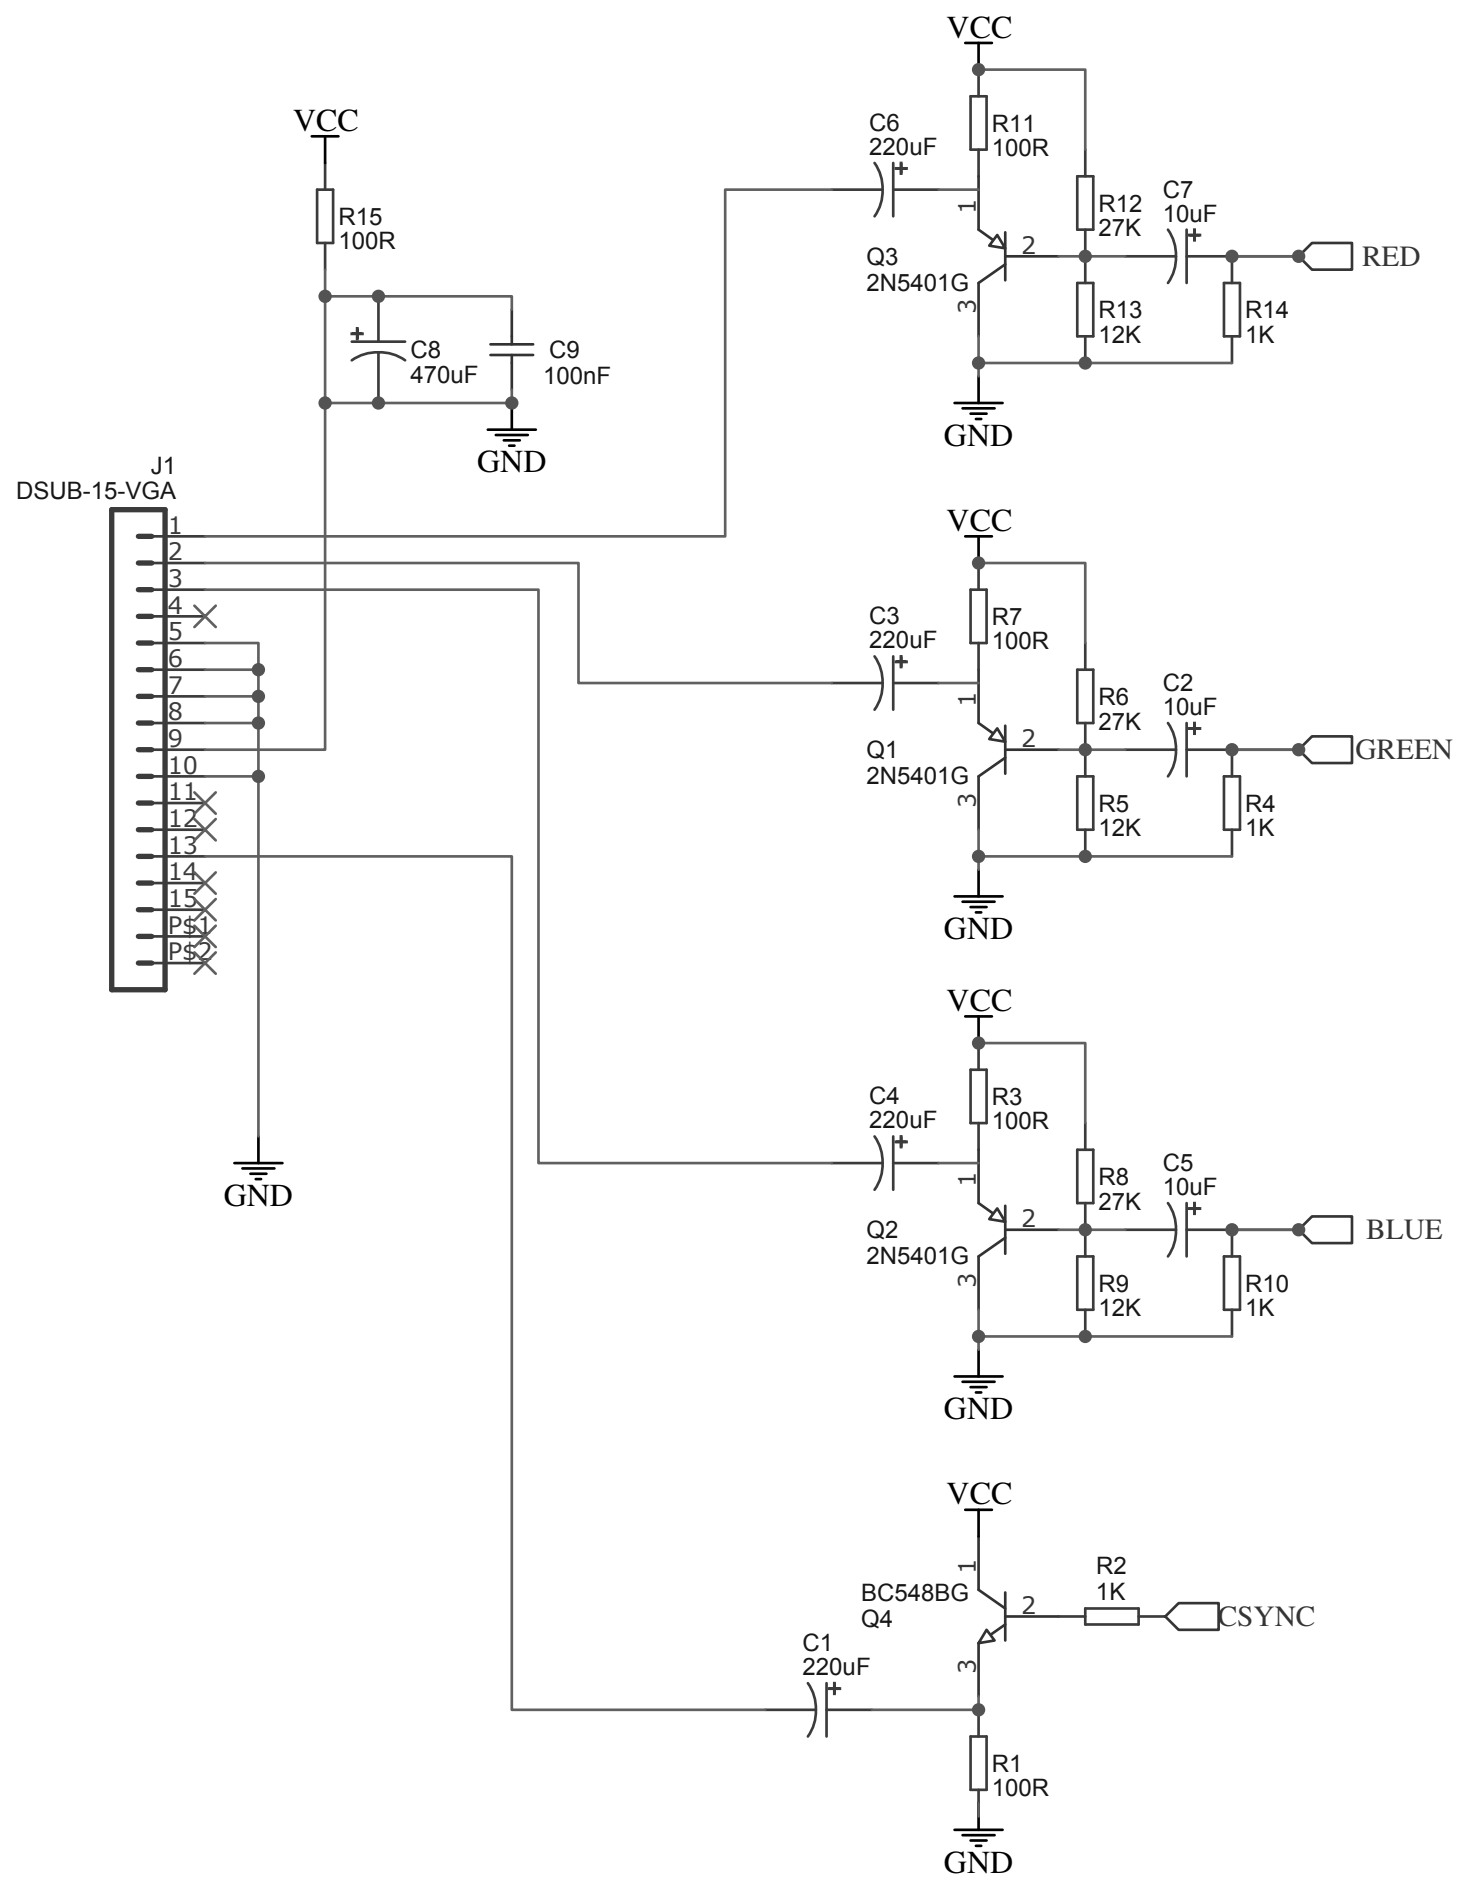 VCC
R15
100R
C8
470uF
C9
100nF
GND
J1
DSUB-15-VGA
1
2
3
4
5
6
7
8
9
10
11
12
13
14
15
P$1
P$2
GND
VCC
R11
100R
C6
220uF
1
Q3
2N5401G
2
3
R12
27K
C7
10uF
R13
12K
R14
1K
RED
GND
VCC
R7
100R
C3
220uF
1
Q1
2N5401G
2
3
R6
27K
C2
10uF
R5
12K
R4
1K
GREEN
GND
VCC
R3
100R
C4
220uF
1
Q2
2N5401G
2
3
R8
27K
C5
10uF
R9
12K
R10
1K
BLUE
GND
VCC
1
BC548BG
Q4
2
3
R2
1K
CSYNC
C1
220uF
R1
100R
GND